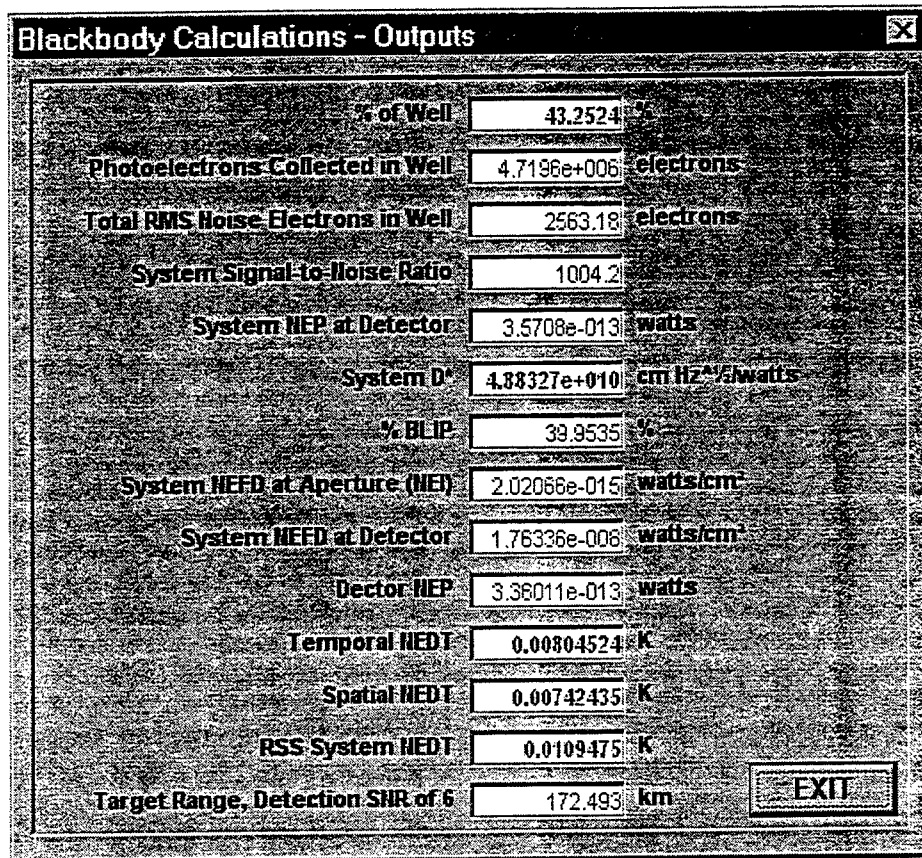 Blackbody Calculations - Outputs
% of Well 43.2524 %
Photoelectrons Collected in Well 4.7196e+006 electrons
Total RMS Noise Electrons in Well 2563.18 electrons
System Signal-to-Noise Ratio 1004.2
System NEP at Detector 3.5708e-013 watts
System D* 4.88327e+010 cm Hz^½/watts
% BLIP 39.9535 %
System NEFD at Aperture (NEI) 2.02066e-015 watts/cm²
System NEFD at Detector 1.76336e-006 watts/cm²
Dector NEP 3.36011e-013 watts
Temporal NEDT 0.00804524 K
Spatial NEDT 0.00742435 K
RSS System NEDT 0.0109475 K
Target Range, Detection SNR of 6 172.493 km
EXIT